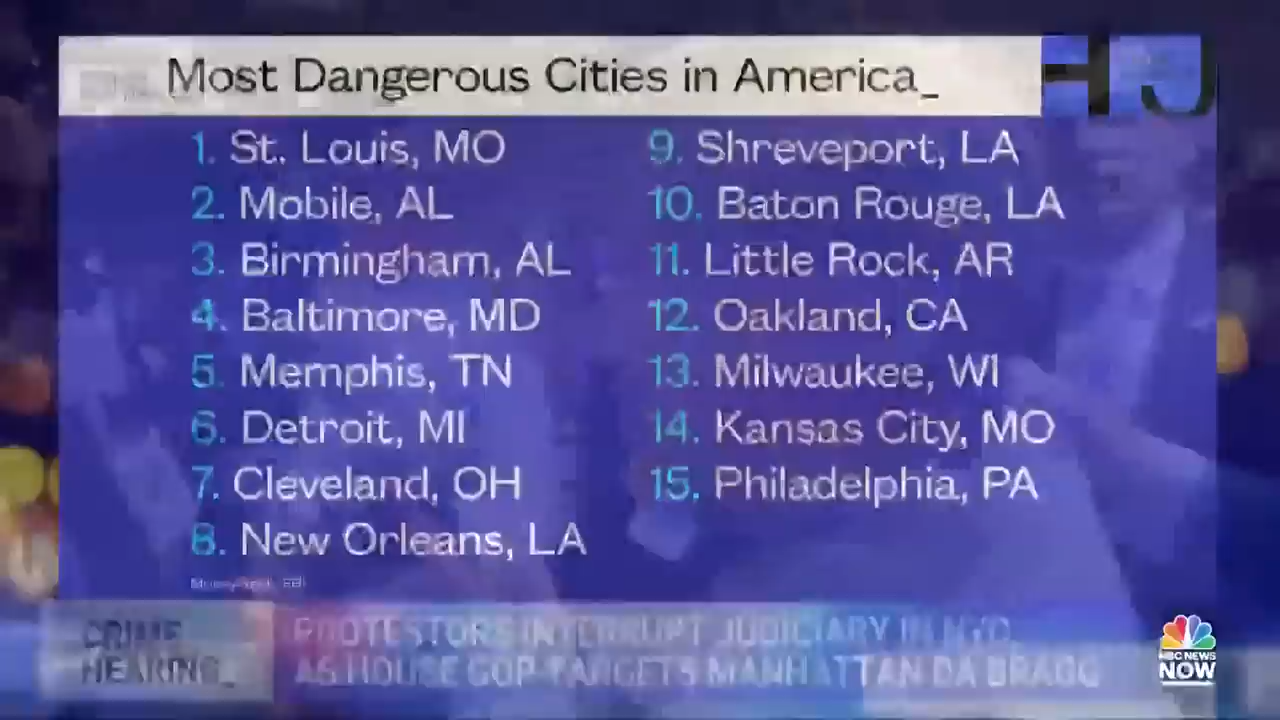 Most Dangerous Cities in America_
1. St. Louis, MO
2. Mobile, AL
3. Birmingham, AL
4. Baltimore, MD
5. Memphis, TN
6. Detroit, MI
7. Cleveland, OH
8. New Orleans, LA
9. Shreveport, LA
10. Baton Rouge, LA
11. Little Rock, AR
12. Oakland, CA
13. Milwaukee, WI
14. Kansas City, MO
15. Philadelphia, PA
CRIME
HEARING_
PROTESTORS INTERRUPT JUDICIARY IN NYC
AS HOUSE GOP TARGETS MANHATTAN DA BRAGG
NBC NEWS
NOW